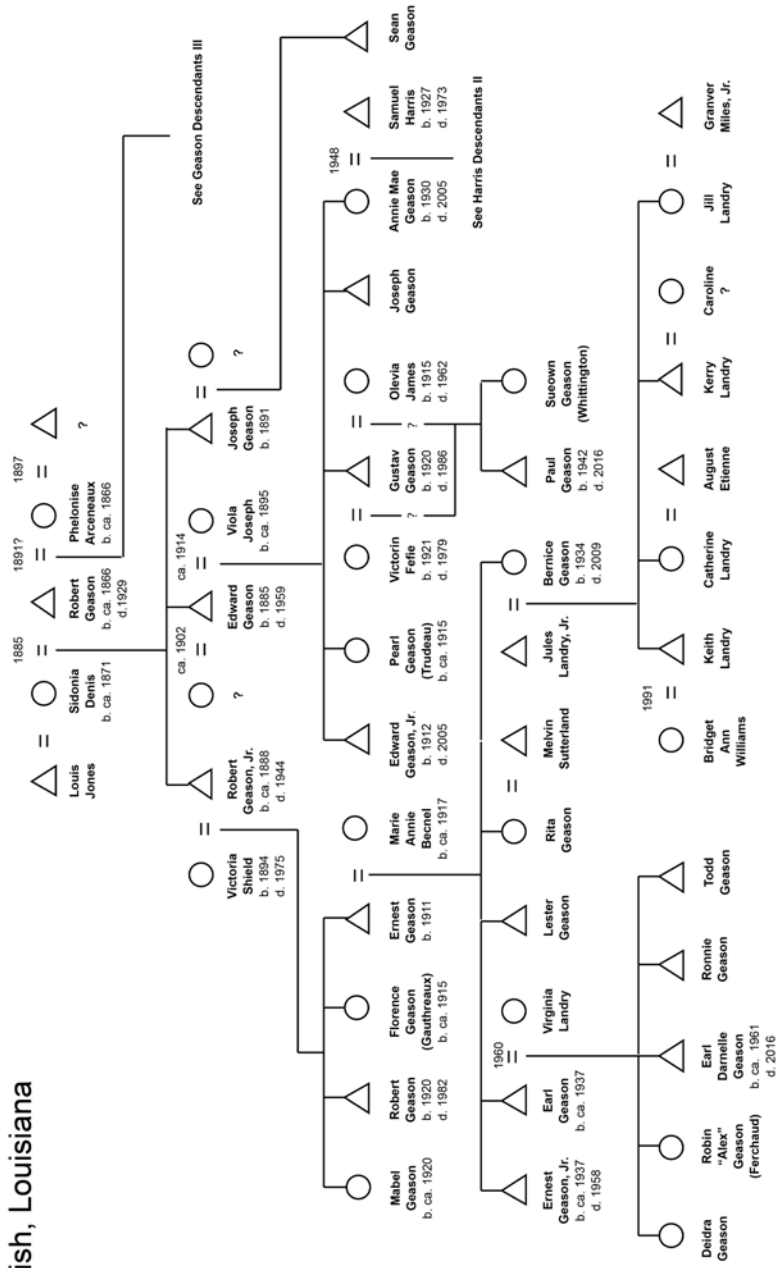 ish, Louisiana
1885
1891?
1897
=
=
=
=
Louis
Jones
Sidonia
Denis
b. ca. 1871
Robert
Geason
b. ca. 1866
d.1929
Phelonise
Arceneaux
b. ca. 1866
?
See Geason Descendants III
ca. 1902
ca. 1914
=
=
=
=
Victoria
Shield
b. 1894
d. 1975
Robert
Geason, Jr.
b. ca. 1888
d. 1944
?
Edward
Geason
b. 1885
d. 1959
Viola
Joseph
b. ca. 1895
Joseph
Geason
b. 1891
?
1948
=
=
=
=
?
?
Mabel
Geason
b. ca. 1920
Robert
Geason
b. 1920
d. 1982
Florence
Geason
(Gauthreaux)
b. ca. 1915
Ernest
Geason
b. 1911
Marie
Annie
Becnel
b. ca. 1917
Edward
Geason, Jr.
b. 1912
d. 2005
Pearl
Geason
(Trudeau)
b. ca. 1915
Victorin
Fefie
b. 1921
d. 1979
Gustav
Geason
b. 1920
d. 1986
Olevia
James
b. 1915
d. 1962
Joseph
Geason
Annie Mae
Geason
b. 1930
d. 2005
Samuel
Harris
b. 1927
d. 1973
Sean
Geason
See Harris Descendants II
1960
=
=
=
Ernest
Geason, Jr.
b. ca. 1937
d. 1958
Earl
Geason
b. ca. 1937
Virginia
Landry
Lester
Geason
Rita
Geason
Melvin
Sutterland
Jules
Landry, Jr.
Bernice
Geason
b. 1934
d. 2009
Paul
Geason
b. 1942
d. 2016
Sueown
Geason
(Whittington)
1991
=
=
=
=
Deidra
Geason
Robin
"Alex"
Geason
(Ferchaud)
Earl
Darnelle
Geason
b. ca. 1961
d. 2016
Ronnie
Geason
Todd
Geason
Bridget
Ann
Williams
Keith
Landry
Catherine
Landry
August
Etienne
Kerry
Landry
Caroline
?
Jill
Landry
Granver
Miles, Jr.